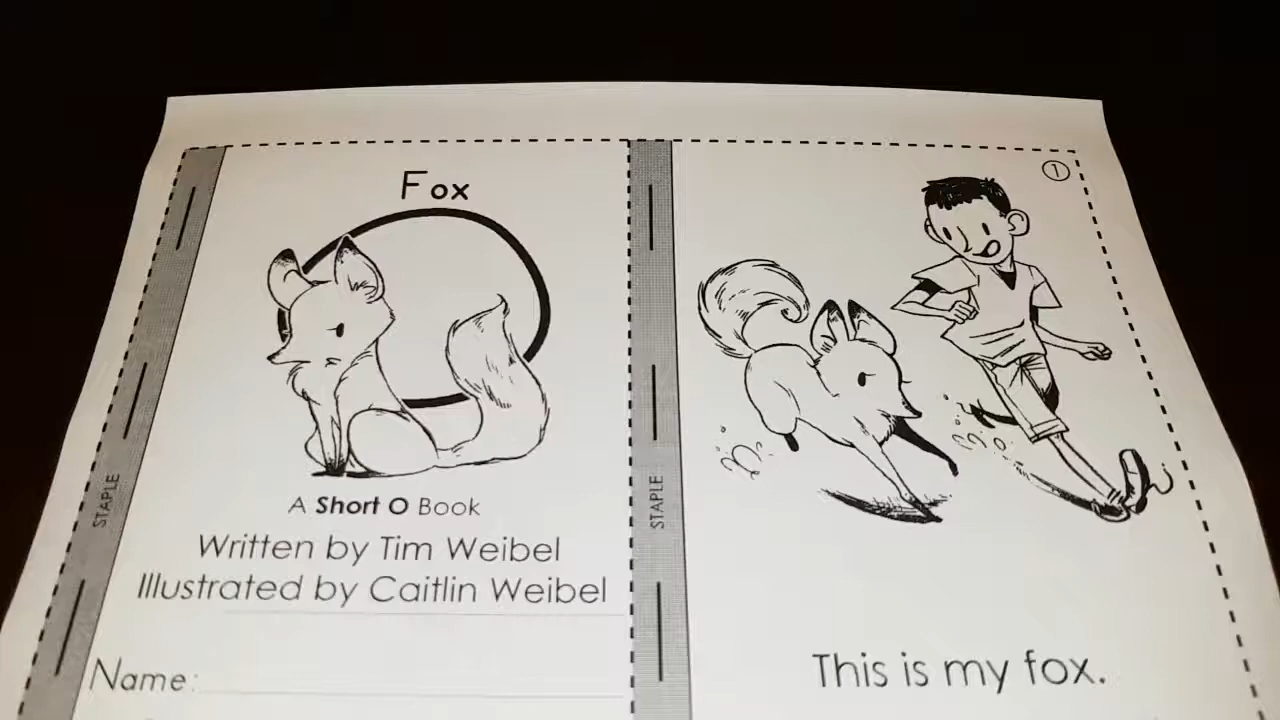 Fox
A Short O Book
Written by Tim Weibel
Illustrated by Caitlin Weibel
Name:
STAPLE
STAPLE
1
This is my fox.